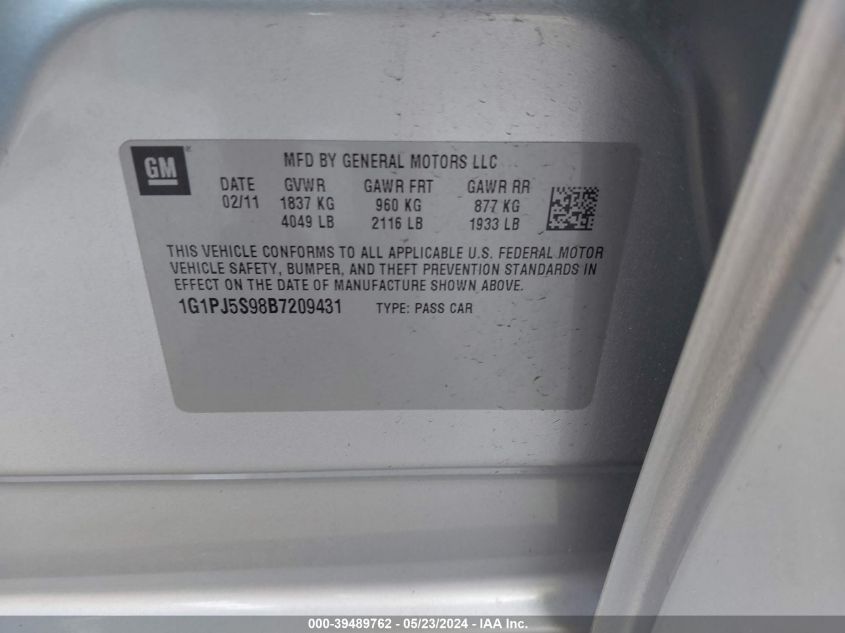 GM
MFD BY GENERAL MOTORS LLC
DATE GVWR GAWR FRT GAWR RR
02/11 1837 KG 960 KG 877 KG
4049 LB 2116 LB 1933 LB
THIS VEHICLE CONFORMS TO ALL APPLICABLE U.S. FEDERAL MOTOR
VEHICLE SAFETY, BUMPER, AND THEFT PREVENTION STANDARDS IN
EFFECT ON THE DATE OF MANUFACTURE SHOWN ABOVE.
1G1PJ5S98B7209431 TYPE: PASS CAR
000-39489762 - 05/23/2024 - IAA Inc.